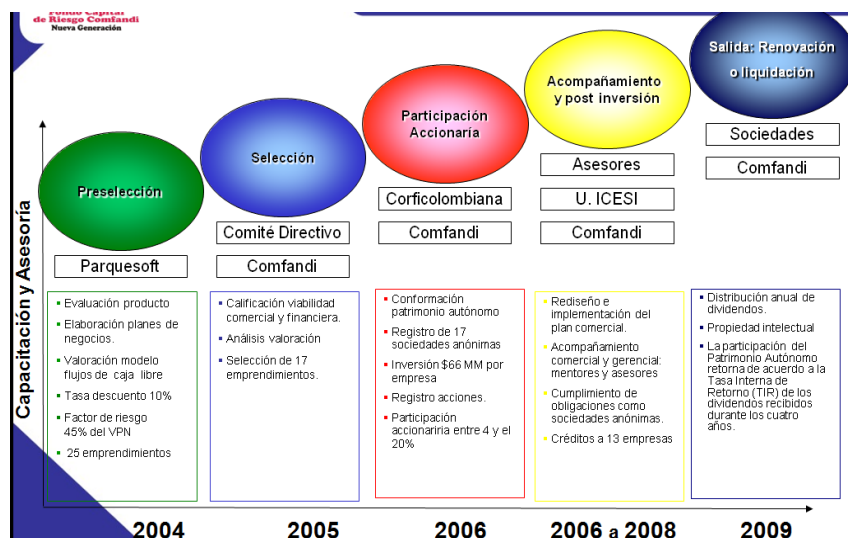 Fondo Capital
de Riesgo Comfandi
Nueva Generación
Capacitación y Asesoría
Preselección
Parquesoft
▪ Evaluación producto
▪ Elaboración planes de
negocios.
▪ Valoración modelo
flujos de caja libre
▪ Tasa descuento 10%
▪ Factor de riesgo
45% del VPN
▪ 25 emprendimientos
2004
Selección
Comité Directivo
Comfandi
▪ Calificación viabilidad
comercial y financiera.
▪ Análisis valoración
▪ Selección de 17
emprendimientos.
2005
Participación
Accionaría
Corficolombiana
Comfandi
▪ Conformación
patrimonio autónomo
▪ Registro de 17
sociedades anónimas
▪ Inversión $66 MM por
empresa
▪ Registro acciones.
▪ Participación
accionariria entre 4 y el
20%
2006
Acompañamiento
y post inversión
Asesores
U. ICESI
Comfandi
▪ Rediseño e
implementación del
plan comercial.
▪ Acompañamiento
comercial y gerencial:
mentores y asesores
▪ Cumplimiento de
obligaciones como
sociedades anónimas.
▪ Créditos a 13 empresas
2006 a 2008
Salida: Renovación
o liquidación
Sociedades
Comfandi
▪ Distribución anual de
dividendos.
▪ Propiedad intelectual
▪ La participación del
Patrimonio Autónomo
retorna de acuerdo a la
Tasa Interna de
Retorno (TIR) de los
dividendos recibidos
durante los cuatro
años.
2009